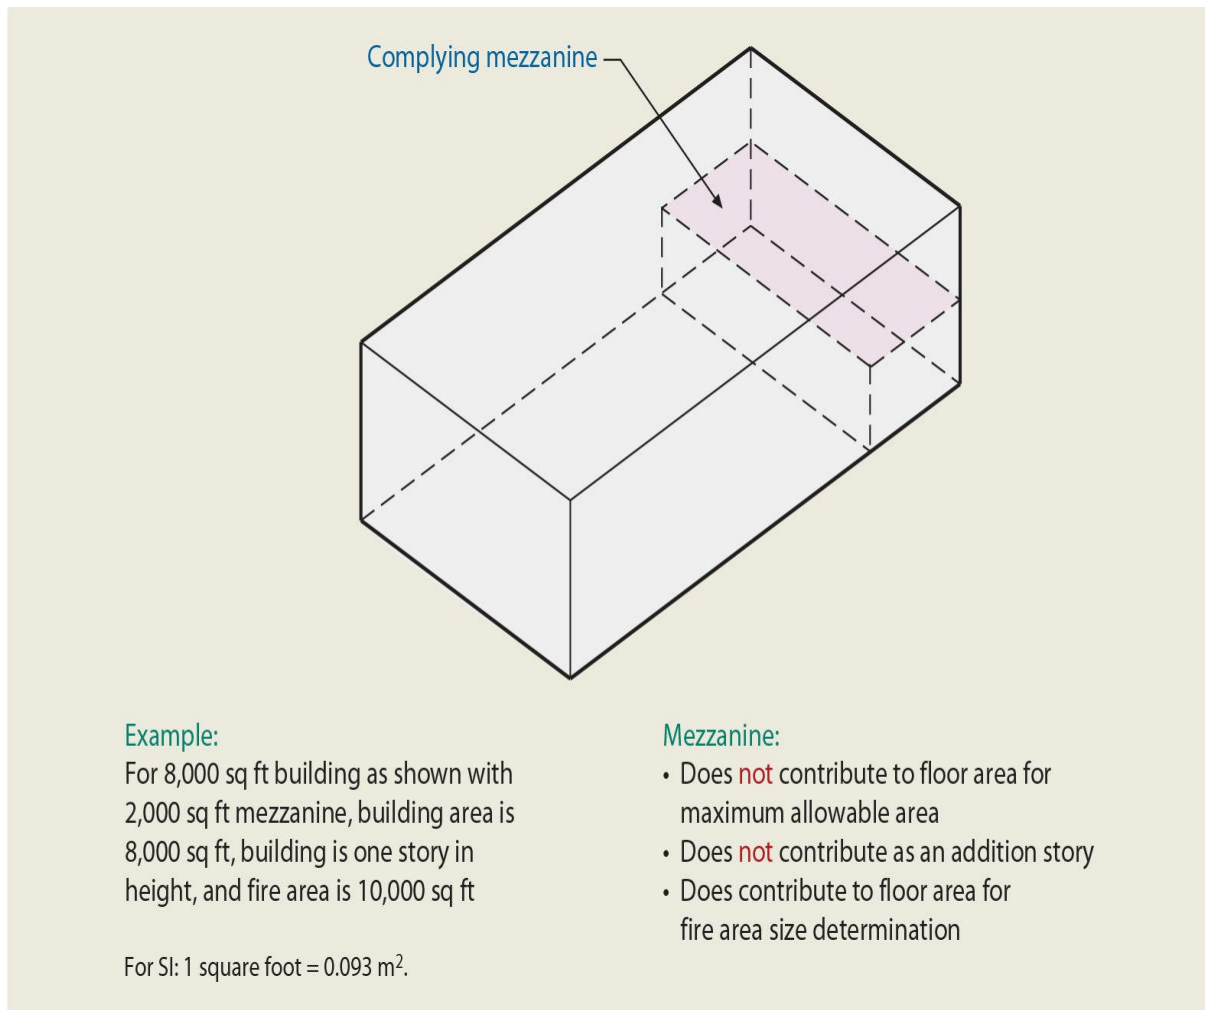 Complying mezzanine
Example:
For 8,000 sq ft building as shown with
2,000 sq ft mezzanine, building area is
8,000 sq ft, building is one story in
height, and fire area is 10,000 sq ft
For SI: 1 square foot = 0.093 m².
Mezzanine:
• Does not contribute to floor area for
maximum allowable area
• Does not contribute as an addition story
• Does contribute to floor area for
fire area size determination